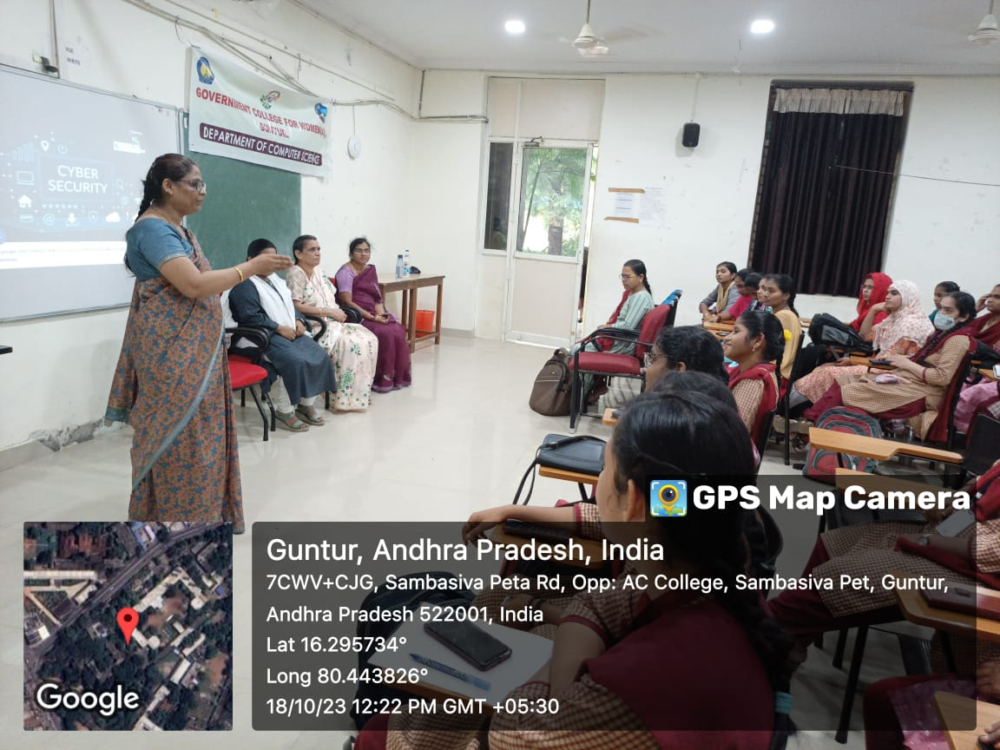 ASE
WRITE
GOVERNMENT COLLEGE FOR WOMEN(A)
GUNTUR
DEPARTMENT OF COMPUTER SCIENCE
CYBER
SECURITY
GPS Map Camera
Guntur, Andhra Pradesh, India
7CWV+CJG, Sambasiva Peta Rd, Opp: AC College, Sambasiva Pet, Guntur,
Andhra Pradesh 522001, India
Lat 16.295734°
Long 80.443826°
18/10/23 12:22 PM GMT +05:30
Google